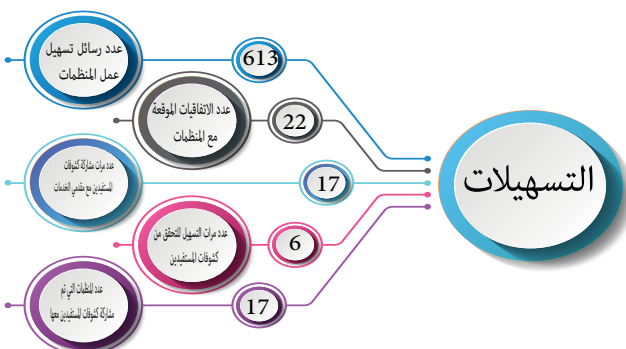 التسهيلات
عدد رسائل تسهيل
عمل المنظمات
613
عدد الاتفاقيات الموقعة
مع المنظمات
22
عدد مرات مشاركة كشوفات
المستفيدين مع مقدمي الخدمات
17
عدد مرات التسهيل للتحقق من
كشوفات المستفيدين
6
عدد المنظمات التي تم
مشاركة كشوفات المستفيدين معها
17